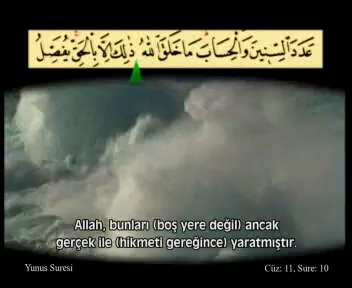 عَدَدَ السِّنِينَ وَالْحِسَابَ مَا خَلَقَ اللّٰهُ ذٰلِكَ اِلَّا بِالْحَقِّ يُفَصِّلُ
Allah, bunları (boş yere değil) ancak
gerçek ile (hikmeti gereğince) yaratmıştır.
Yunus Suresi
Cüz: 11, Sure: 10